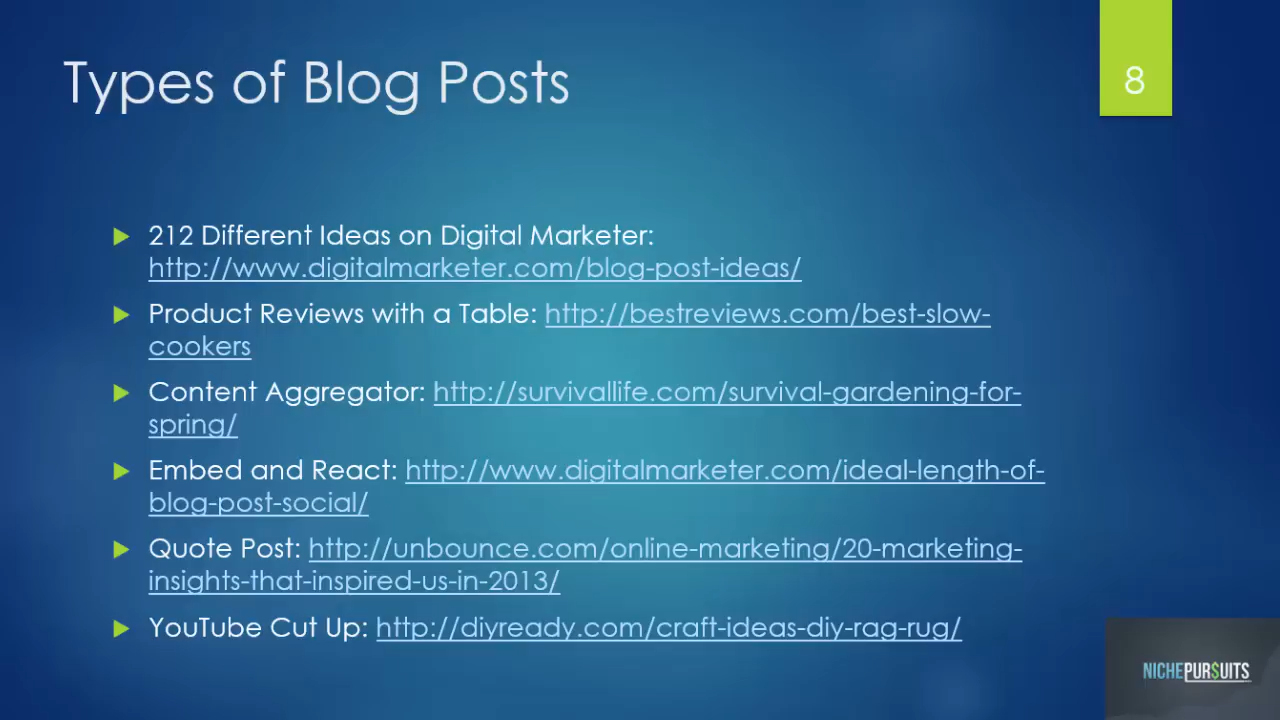 Types of Blog Posts
8
212 Different Ideas on Digital Marketer:
http://www.digitalmarketer.com/blog-post-ideas/
Product Reviews with a Table: http://bestreviews.com/best-slow-
cookers
Content Aggregator: http://survivallife.com/survival-gardening-for-
spring/
Embed and React: http://www.digitalmarketer.com/ideal-length-of-
blog-post-social/
Quote Post: http://unbounce.com/online-marketing/20-marketing-
insights-that-inspired-us-in-2013/
YouTube Cut Up: http://diyready.com/craft-ideas-diy-rag-rug/
NICHEPUR$UITS